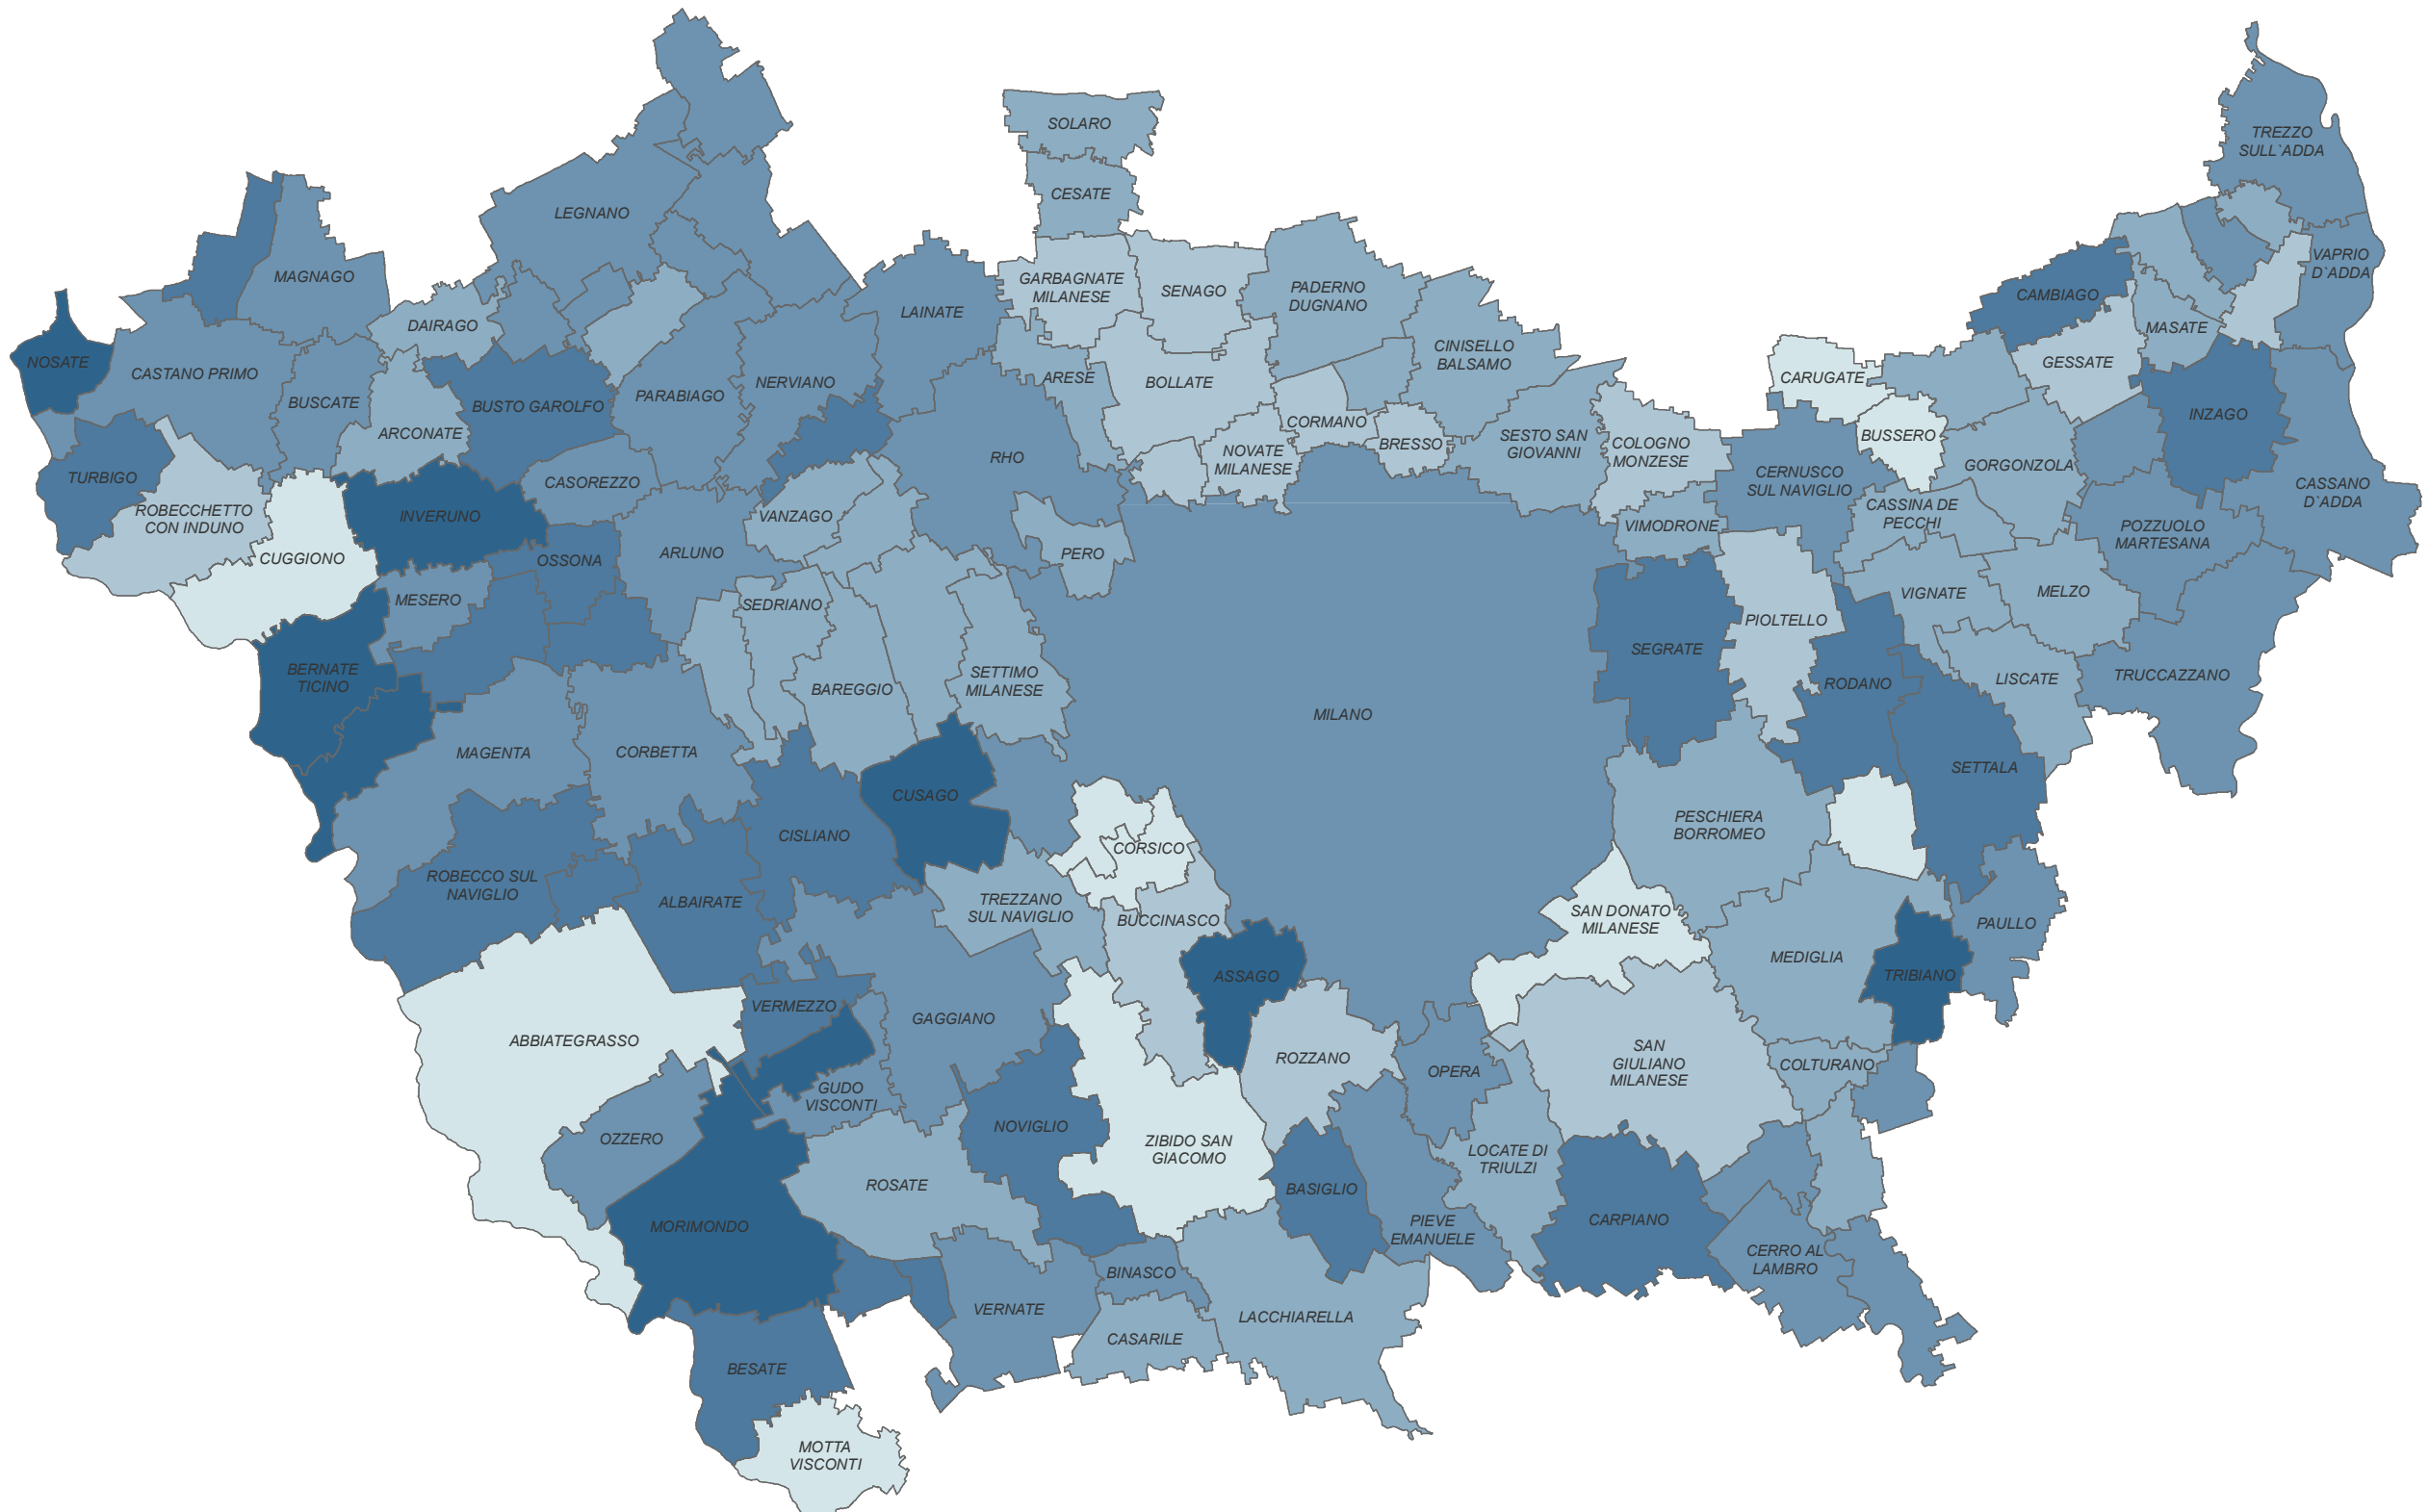 SOLARO
TREZZO
SULL`ADDA
CESATE
LEGNANO
MAGNAGO
GARBAGNATE
MILANESE
SENAGO
PADERNO
DUGNANO
VAPRIO
D`ADDA
CAMBIAGO
LAINATE
DAIRAGO
MASATE
CINISELLO
BALSAMO
NOSATE
CASTANO PRIMO
GESSATE
CARUGATE
ARESE
BOLLATE
NERVIANO
PARABIAGO
BUSCATE
BUSTO GAROLFO
INZAGO
CORMANO
ARCONATE
BUSSERO
BRESSO
SESTO SAN
GIOVANNI
COLOGNO
MONZESE
NOVATE
MILANESE
RHO
GORGONZOLA
CERNUSCO
SUL NAVIGLIO
TURBIGO
CASOREZZO
CASSANO
D`ADDA
ROBECCHETTO
CON INDUNO
INVERUNO
VANZAGO
CASSINA DE
PECCHI
VIMODRONE
POZZUOLO
MARTESANA
CUGGIONO
OSSONA
ARLUNO
PERO
MESERO
SEDRIANO
VIGNATE
MELZO
PIOLTELLO
SEGRATE
BERNATE
TICINO
BAREGGIO
SETTIMO
MILANESE
RODANO
LISCATE
TRUCCAZZANO
MILANO
MAGENTA
CORBETTA
SETTALA
CUSAGO
CISLIANO
PESCHIERA
BORROMEO
CORSICO
ROBECCO SUL
NAVIGLIO
ALBAIRATE
TREZZANO
SUL NAVIGLIO
BUCCINASCO
SAN DONATO
MILANESE
PAULLO
MEDIGLIA
ASSAGO
TRIBIANO
VERMEZZO
GAGGIANO
ABBIATEGRASSO
ROZZANO
SAN
GIULIANO
MILANESE
OPERA
COLTURANO
GUDO
VISCONTI
NOVIGLIO
OZZERO
ZIBIDO SAN
GIACOMO
LOCATE DI
TRIULZI
ROSATE
BASIGLIO
MORIMONDO
PIEVE
EMANUELE
CARPIANO
CERRO AL
LAMBRO
BINASCO
VERNATE
LACCHIARELLA
CASARILE
BESATE
MOTTA
VISCONTI